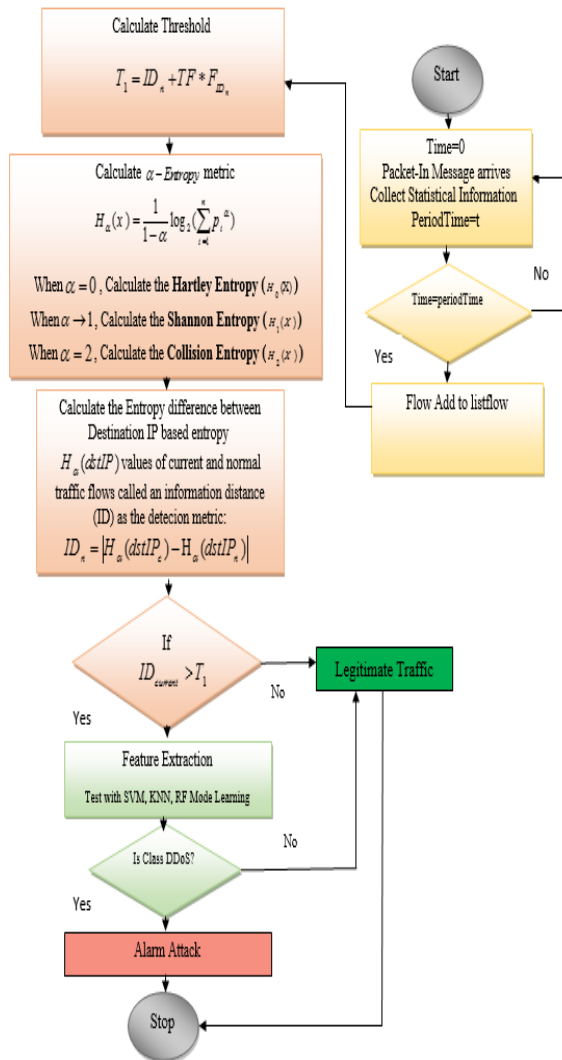 Start
Time=0
Packet-In Message arrives
Collect Statistical Information
PeriodTime=t
Time=periodTime
No
Yes
Flow Add to listflow
Calculate Threshold
T₁ = ID_n + TF * F_{ID_n}
Calculate α-Entropy metric
H_α(x) = \frac{1}{1-α} log₂(\sum_{i=1}^{n} p_i^α)
When α = 0 , Calculate the Hartley Entropy (H₀(x))
When α → 1 , Calculate the Shannon Entropy (H₁(x))
When α = 2 , Calculate the Collision Entropy (H₂(x))
Calculate the Entropy difference between
Destination IP based entropy
H_α(dstIP) values of current and normal
traffic flows called an information distance
(ID) as the detecion metric:
ID_n = |H_α(dstIP_c) − H_α(dstIP_n)|
If
ID_current > T₁
No
Legitimate Traffic
Yes
Feature Extraction
Test with SVM, KNN, RF Mode Learning
Is Class DDoS?
No
Yes
Alarm Attack
Stop